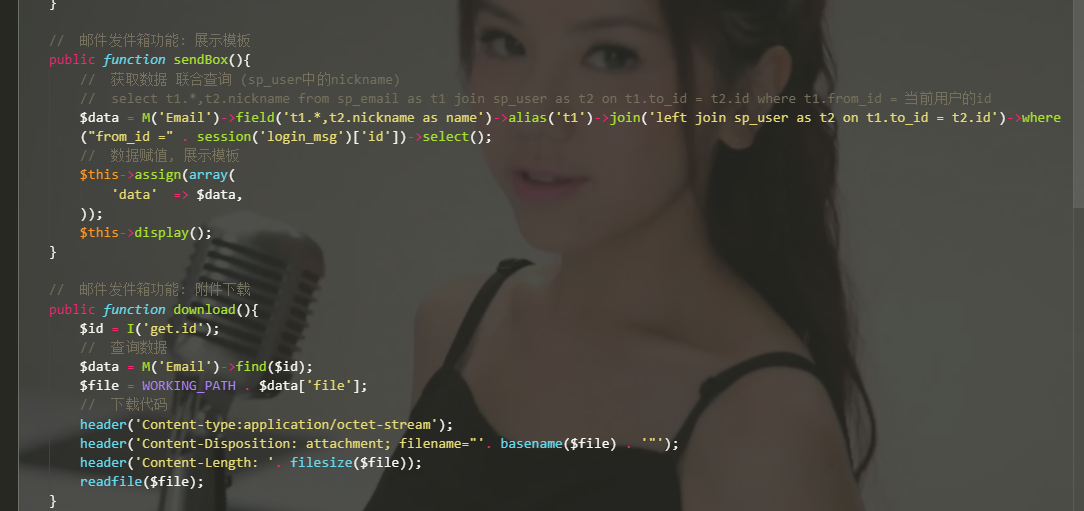 }
//  邮件发件箱功能: 展示模板
public function sendBox(){
//  获取数据 联合查询 (sp_user中的nickname)
//  select t1.*,t2.nickname from sp_email as t1 join sp_user as t2 on t1.to_id = t2.id where t1.from_id = 当前用户的id
$data = M('Email')->field('t1.*,t2.nickname as name')->alias('t1')->join('left join sp_user as t2 on t1.to_id = t2.id')->where
("from_id =" . session('login_msg')['id'])->select();
//  数据赋值, 展示模板
$this->assign(array(
'data'  => $data,
));
$this->display();
}
//  邮件发件箱功能: 附件下载
public function download(){
$id = I('get.id');
//  查询数据
$data = M('Email')->find($id);
$file = WORKING_PATH . $data['file'];
//  下载代码
header('Content-type:application/octet-stream');
header('Content-Disposition: attachment; filename="'. basename($file) . '"');
header('Content-Length: '. filesize($file));
readfile($file);
}